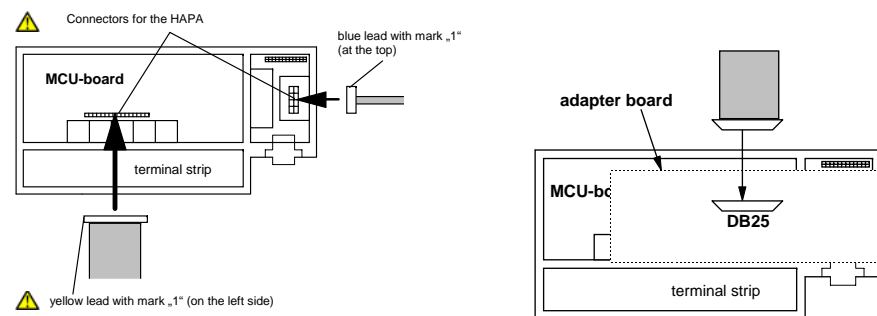 Connectors for the HAPA
blue lead with mark „1“
(at the top)
MCU-board
terminal strip
yellow lead with mark „1“ (on the left side)
adapter board
MCU-bo
DB25
terminal strip